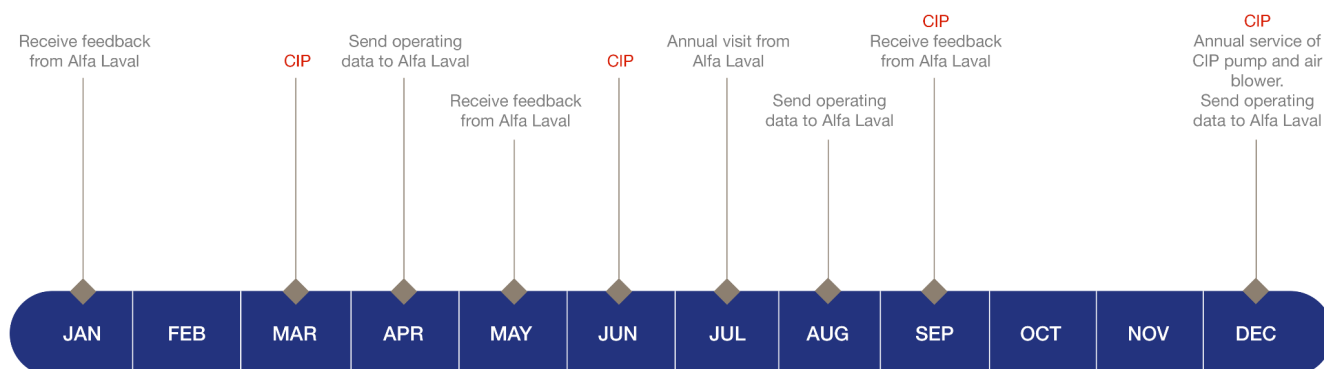 Receive feedback
from Alfa Laval
CIP
Send operating
data to Alfa Laval
Receive feedback
from Alfa Laval
CIP
Annual visit from
Alfa Laval
Send operating
data to Alfa Laval
CIP
Receive feedback
from Alfa Laval
CIP
Annual service of
CIP pump and air
blower.
Send operating
data to Alfa Laval
JAN
FEB
MAR
APR
MAY
JUN
JUL
AUG
SEP
OCT
NOV
DEC